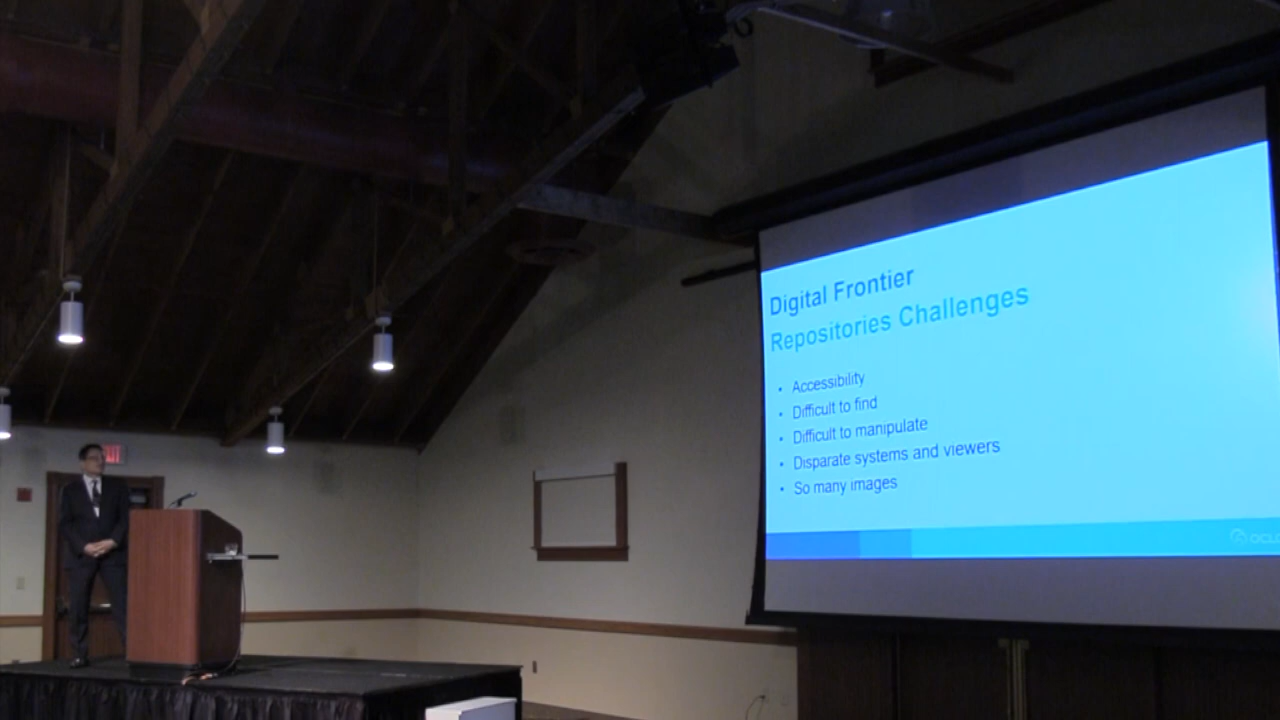 Digital Frontier
Repositories Challenges
• Accessibility
• Difficult to find
• Difficult to manipulate
• Disparate systems and viewers
• So many images